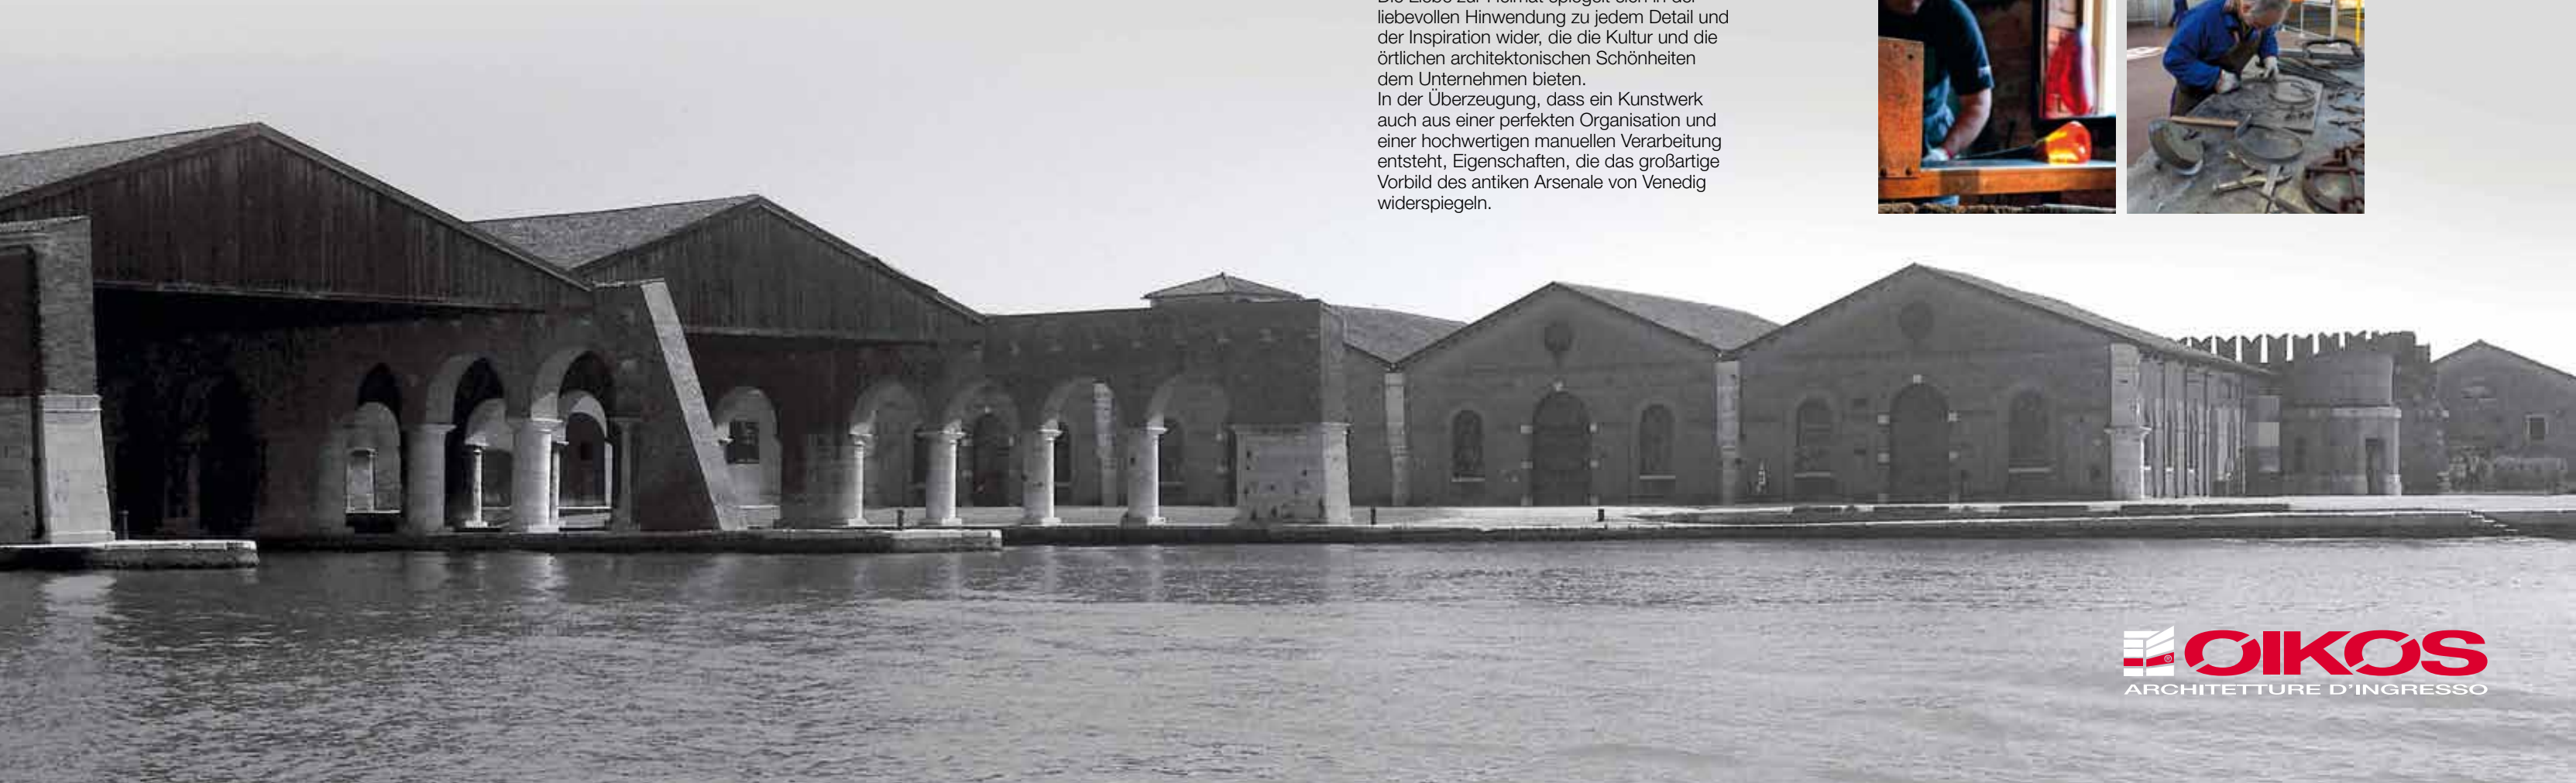 liebevollen Hinwendung zu jedem Detail und
der Inspiration wider, die die Kultur und die
örtlichen architektonischen Schönheiten
dem Unternehmen bieten.
In der Überzeugung, dass ein Kunstwerk
auch aus einer perfekten Organisation und
einer hochwertigen manuellen Verarbeitung
entsteht, Eigenschaften, die das großartige
Vorbild des antiken Arsenale von Venedig
widerspiegeln.
OIKOS
ARCHITETTURE D'INGRESSO